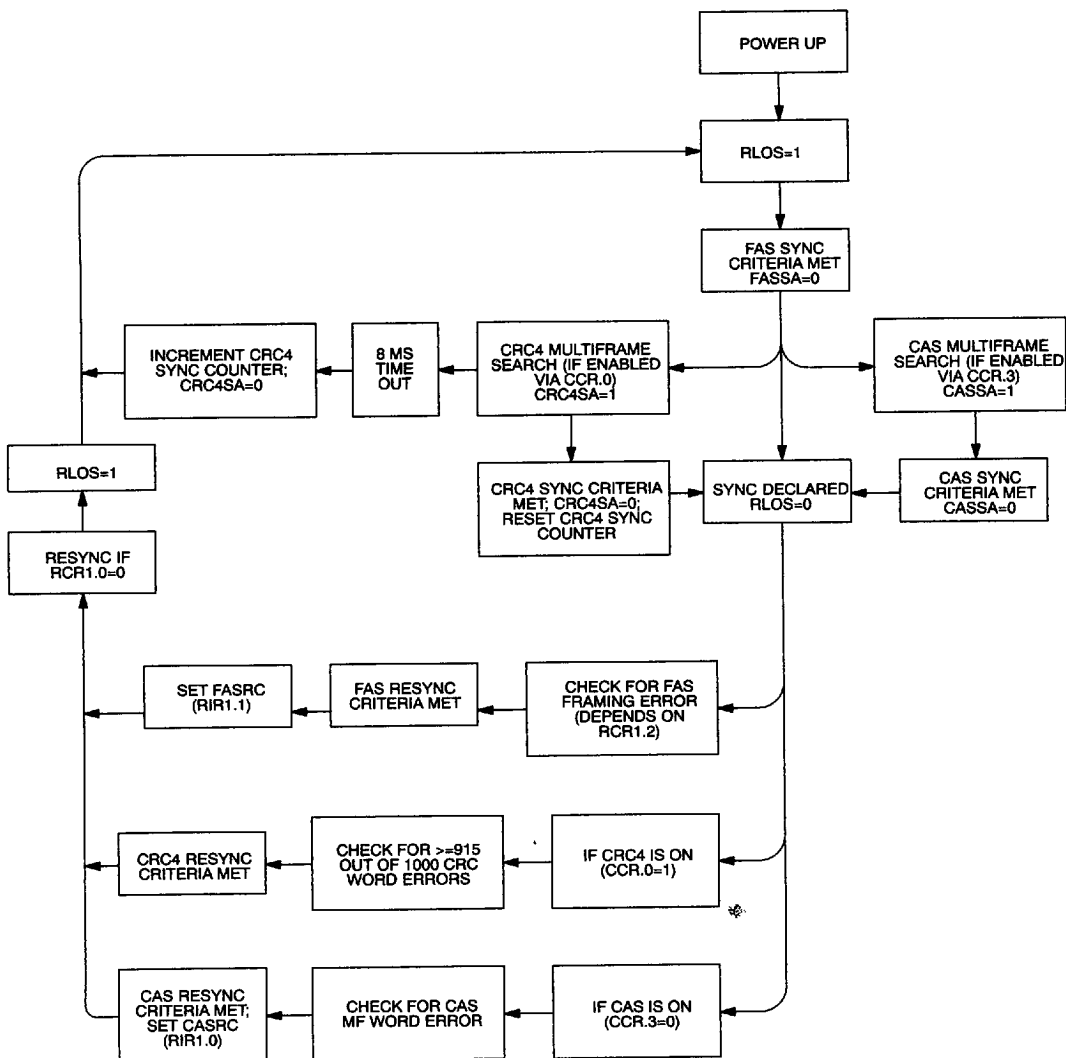 POWER UP
RLOS=1
FAS SYNC
CRITERIA MET
FASSA=0
INCREMENT CRC4
SYNC COUNTER;
CRC4SA=0
8 MS
TIME
OUT
CRC4 MULTIFRAME
SEARCH (IF ENABLED
VIA CCR.0)
CRC4SA=1
CAS MULTIFRAME
SEARCH (IF ENABLED
VIA CCR.3)
CASSA=1
RLOS=1
CRC4 SYNC CRITERIA
MET; CRC4SA=0;
RESET CRC4 SYNC
COUNTER
SYNC DECLARED
RLOS=0
CAS SYNC
CRITERIA MET
CASSA=0
RESYNC IF
RCR1.0=0
SET FASRC
(RIR1.1)
FAS RESYNC
CRITERIA MET
CHECK FOR FAS
FRAMING ERROR
(DEPENDS ON
RCR1.2)
CRC4 RESYNC
CRITERIA MET
CHECK FOR >=915
OUT OF 1000 CRC
WORD ERRORS
IF CRC4 IS ON
(CCR.0=1)
CAS RESYNC
CRITERIA MET;
SET CASRC
(RIR1.0)
CHECK FOR CAS
MF WORD ERROR
IF CAS IS ON
(CCR.3=0)